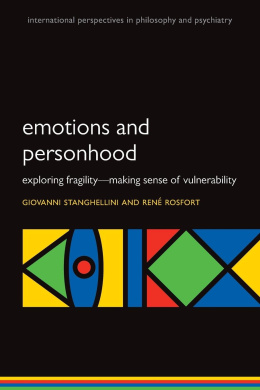 international perspectives in philosophy and psychiatry
emotions and
personhood
exploring fragility—making sense of vulnerability
GIOVANNI STANGHELLINI AND RENÉ ROSFORT